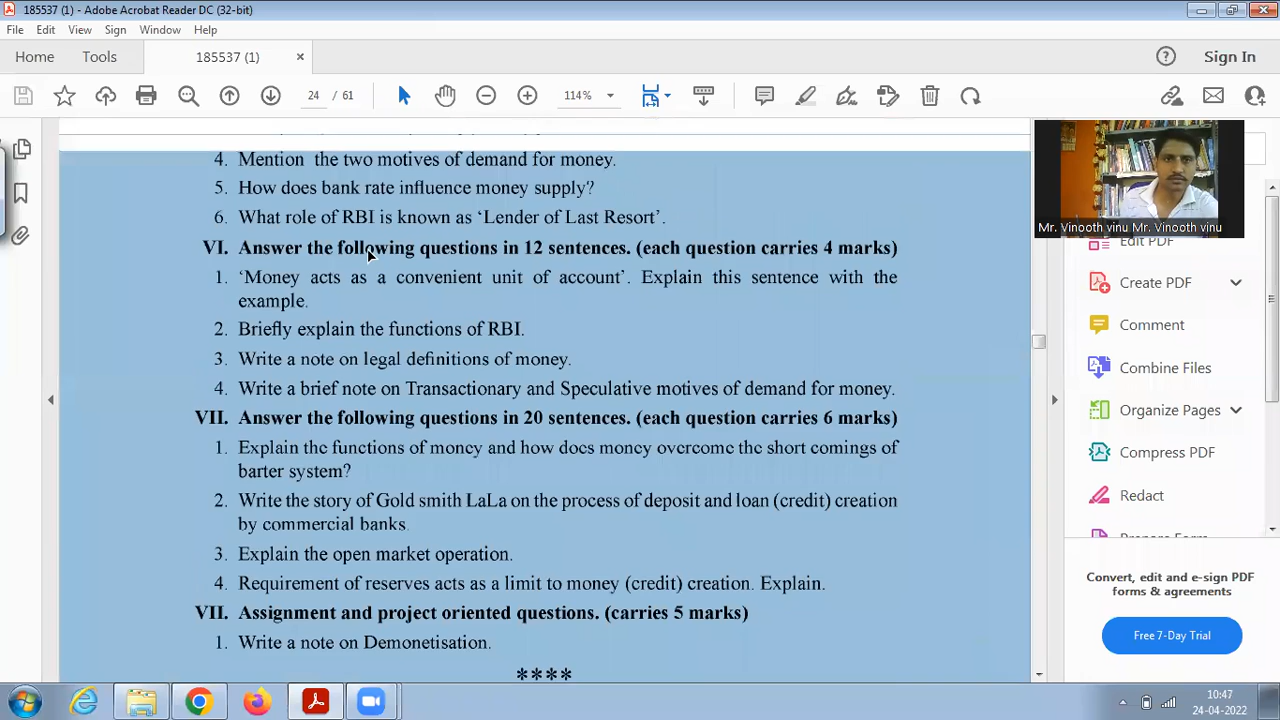 185537 (1) - Adobe Acrobat Reader DC (32-bit)
File Edit View Sign Window Help
Home Tools 185537 (1) × ? Sign In
24 / 61 114%
4. Mention the two motives of demand for money.
5. How does bank rate influence money supply?
6. What role of RBI is known as ‘Lender of Last Resort’.
VI. Answer the following questions in 12 sentences. (each question carries 4 marks)
1. ‘Money acts as a convenient unit of account’. Explain this sentence with the
example.
2. Briefly explain the functions of RBI.
3. Write a note on legal definitions of money.
4. Write a brief note on Transactionary and Speculative motives of demand for money.
VII. Answer the following questions in 20 sentences. (each question carries 6 marks)
1. Explain the functions of money and how does money overcome the short comings of
barter system?
2. Write the story of Gold smith LaLa on the process of deposit and loan (credit) creation
by commercial banks.
3. Explain the open market operation.
4. Requirement of reserves acts as a limit to money (credit) creation. Explain.
VII. Assignment and project oriented questions. (carries 5 marks)
1. Write a note on Demonetisation.
****
Mr. Vinooth vinu Mr. Vinooth vinu
Edit PDF
Create PDF
Comment
Combine Files
Organize Pages
Compress PDF
Redact
Convert, edit and e-sign PDF
forms & agreements
Free 7-Day Trial
10:47
24-04-2022